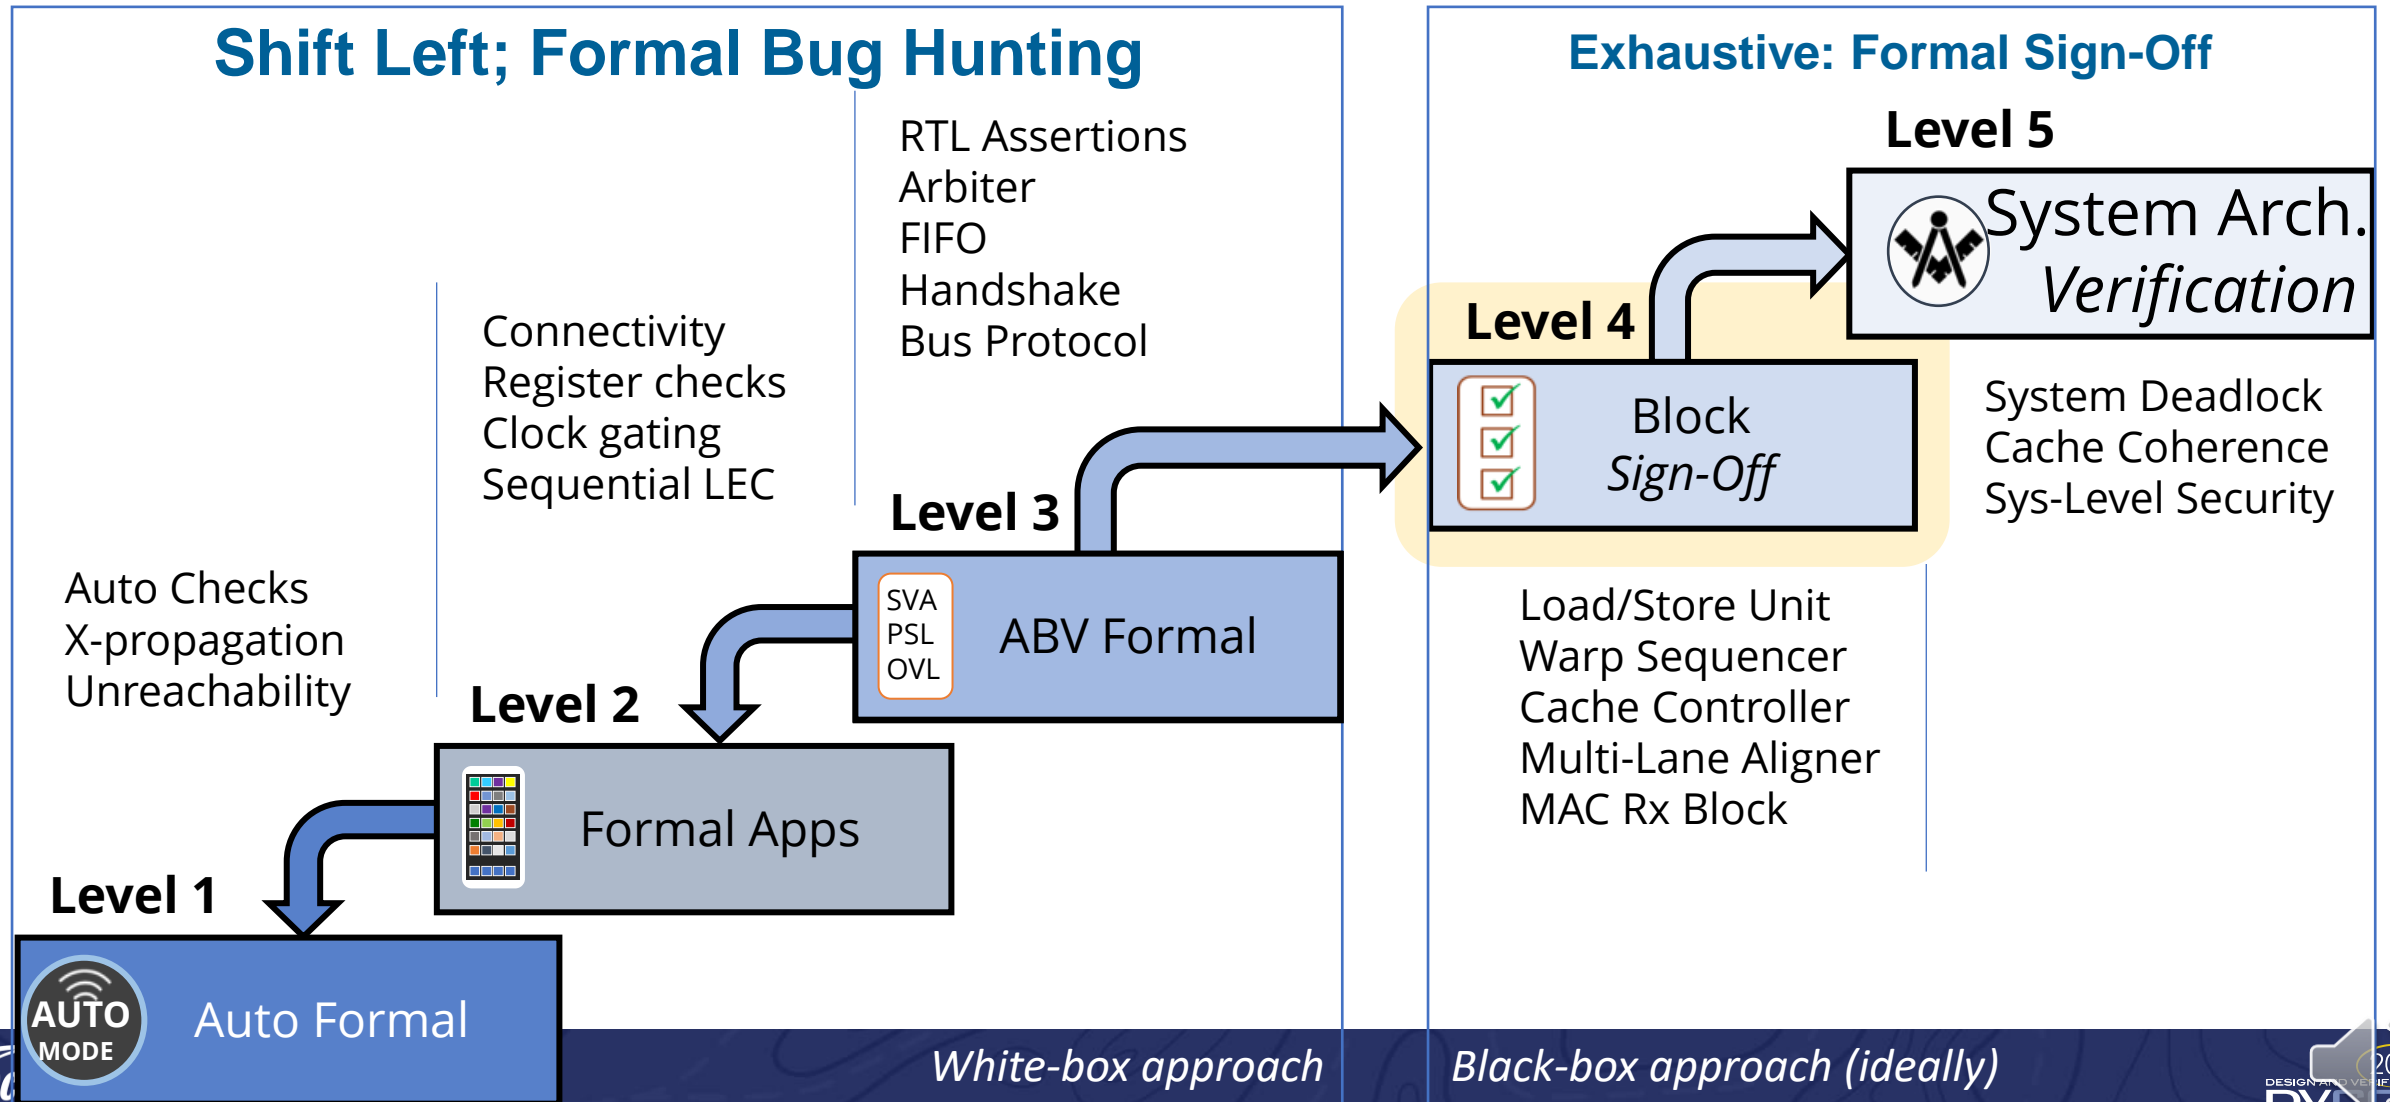 Shift Left; Formal Bug Hunting
Exhaustive: Formal Sign-Off
RTL Assertions
Arbiter
FIFO
Handshake
Bus Protocol
Level 5
System Arch.
Verification
Connectivity
Register checks
Clock gating
Sequential LEC
Level 4
Block
Sign-Off
System Deadlock
Cache Coherence
Sys-Level Security
Level 3
SVA
PSL
OVL
ABV Formal
Auto Checks
X-propagation
Unreachability
Load/Store Unit
Warp Sequencer
Cache Controller
Multi-Lane Aligner
MAC Rx Block
Level 2
Formal Apps
Level 1
AUTO
MODE
Auto Formal
White-box approach
Black-box approach (ideally)
DESIGN AND